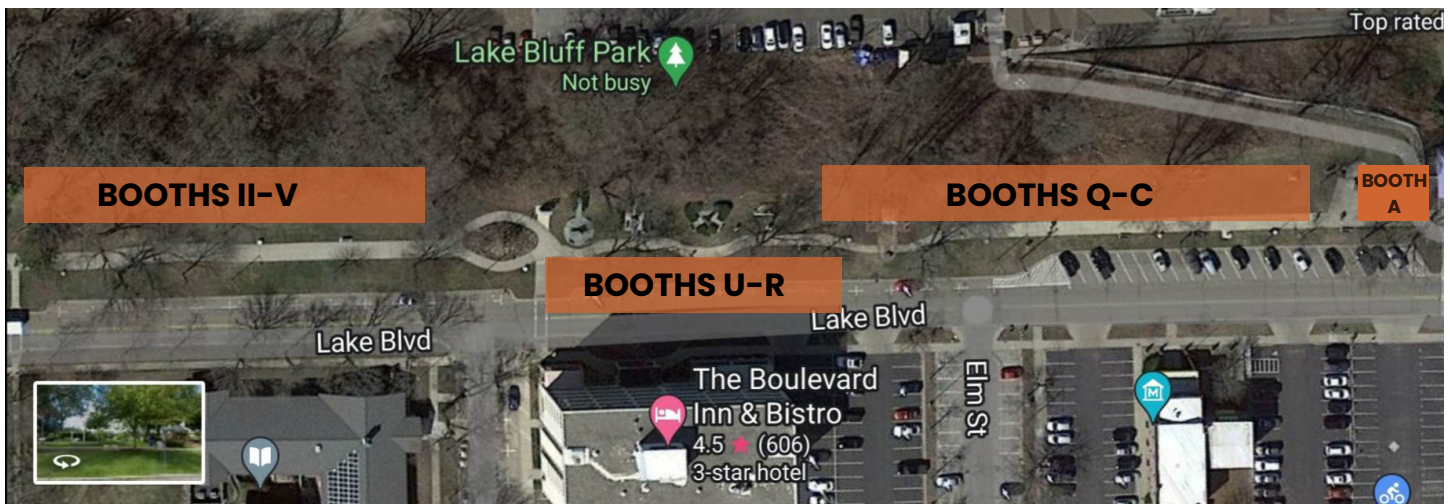 Top rated
Lake Bluff Park
Not busy
BOOTHS II-V
BOOTHS Q-C
BOOTH
A
BOOTHS U-R
Lake Blvd
Lake Blvd
Elm St
The Boulevard
Inn & Bistro
4.5 ★ (606)
3-star hotel
M